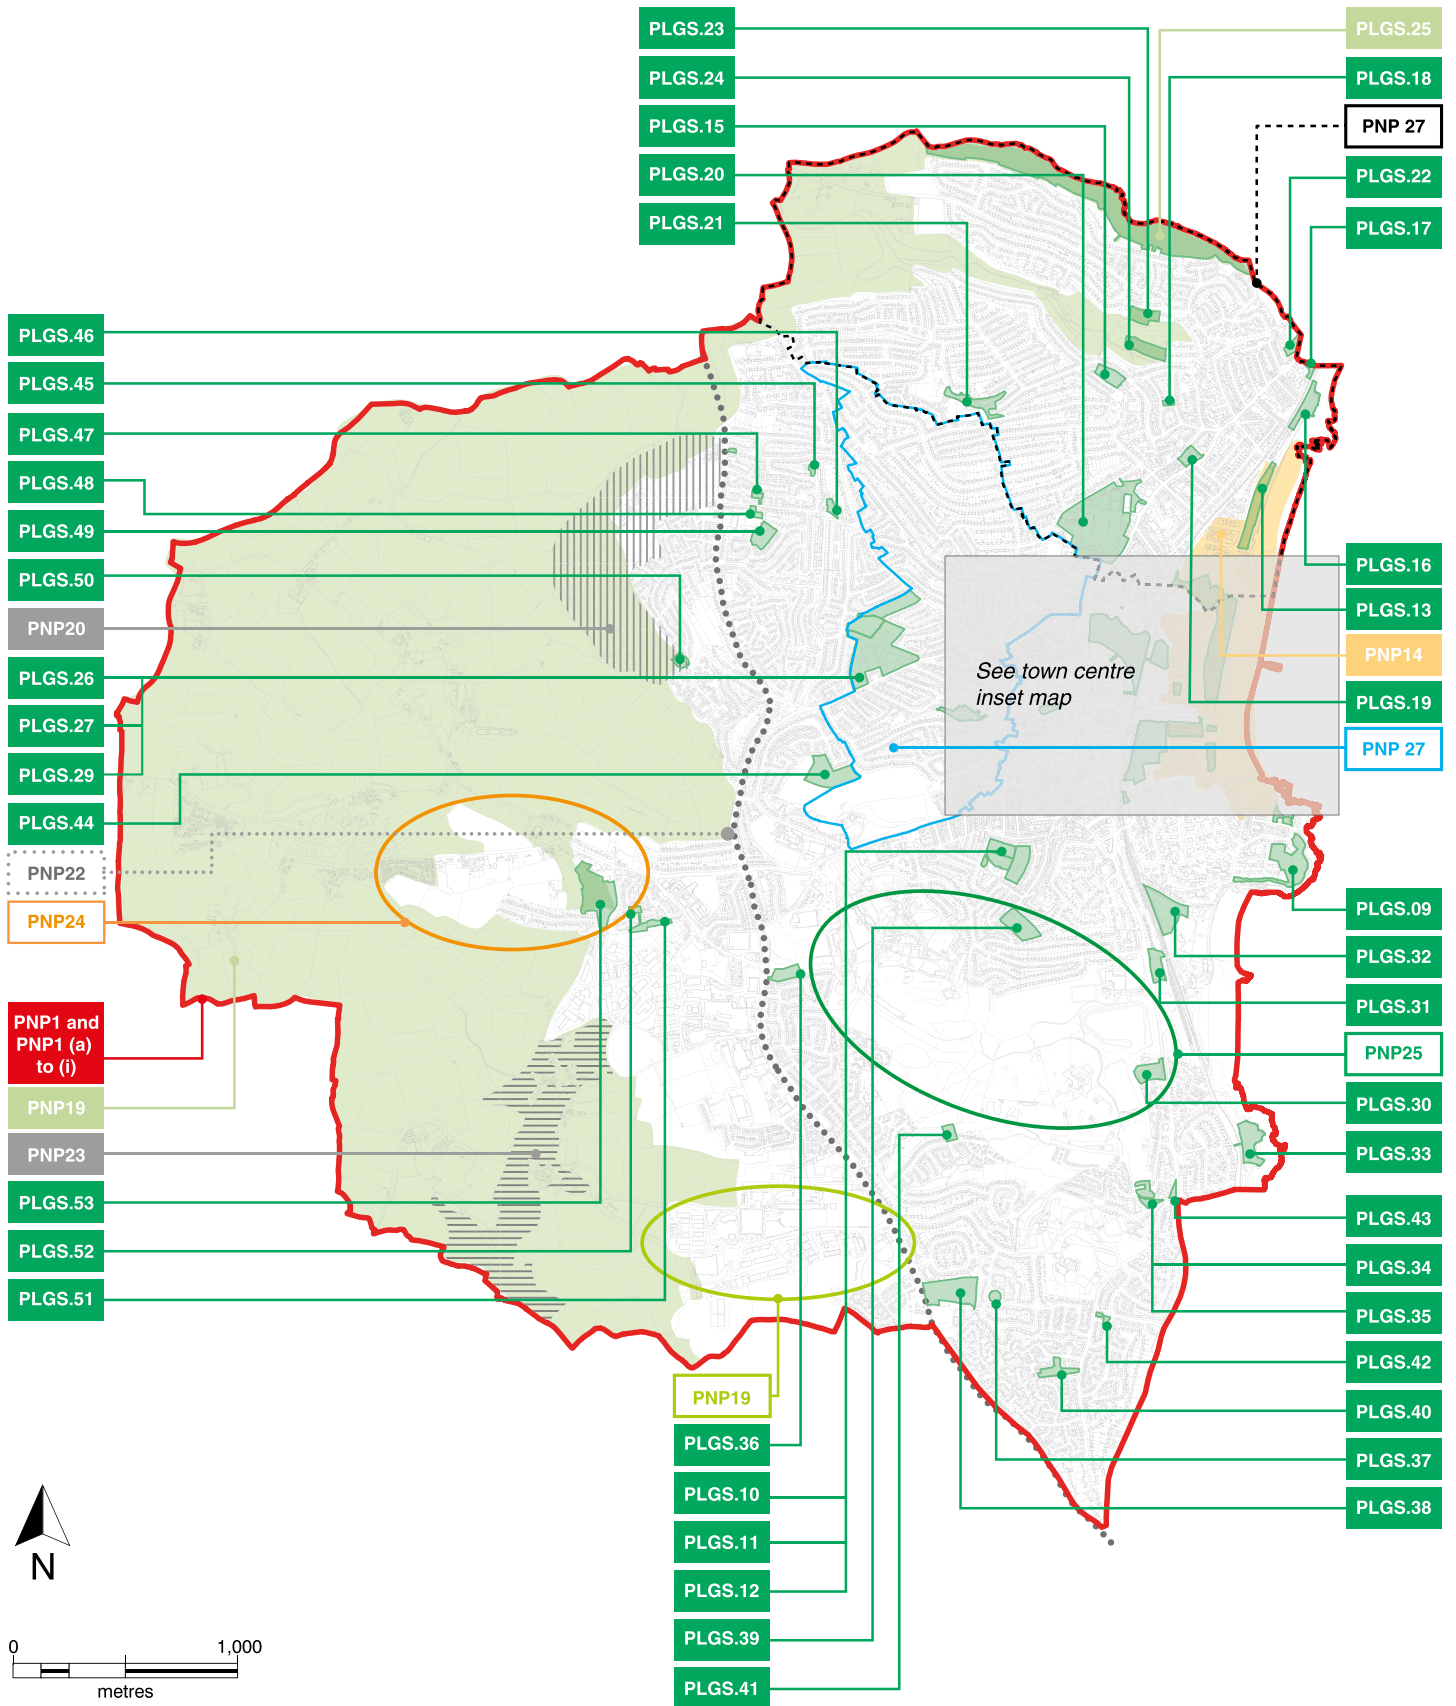 PLGS.23
PLGS.24
PLGS.15
PLGS.20
PLGS.21
PLGS.25
PLGS.18
PNP 27
PLGS.22
PLGS.17
PLGS.46
PLGS.45
PLGS.47
PLGS.48
PLGS.49
PLGS.50
PNP20
PLGS.26
PLGS.27
PLGS.29
PLGS.44
PNP22
PNP24
PNP1 and
PNP1 (a)
to (i)
PNP19
PNP23
PLGS.53
PLGS.52
PLGS.51
See town centre
inset map
PLGS.16
PLGS.13
PNP14
PLGS.19
PNP 27
PLGS.09
PLGS.32
PLGS.31
PNP25
PLGS.30
PLGS.33
PLGS.43
PLGS.34
PLGS.35
PLGS.42
PLGS.40
PLGS.37
PLGS.38
PNP19
PLGS.36
PLGS.10
PLGS.11
PLGS.12
PLGS.39
PLGS.41
N
0 1,000
metres